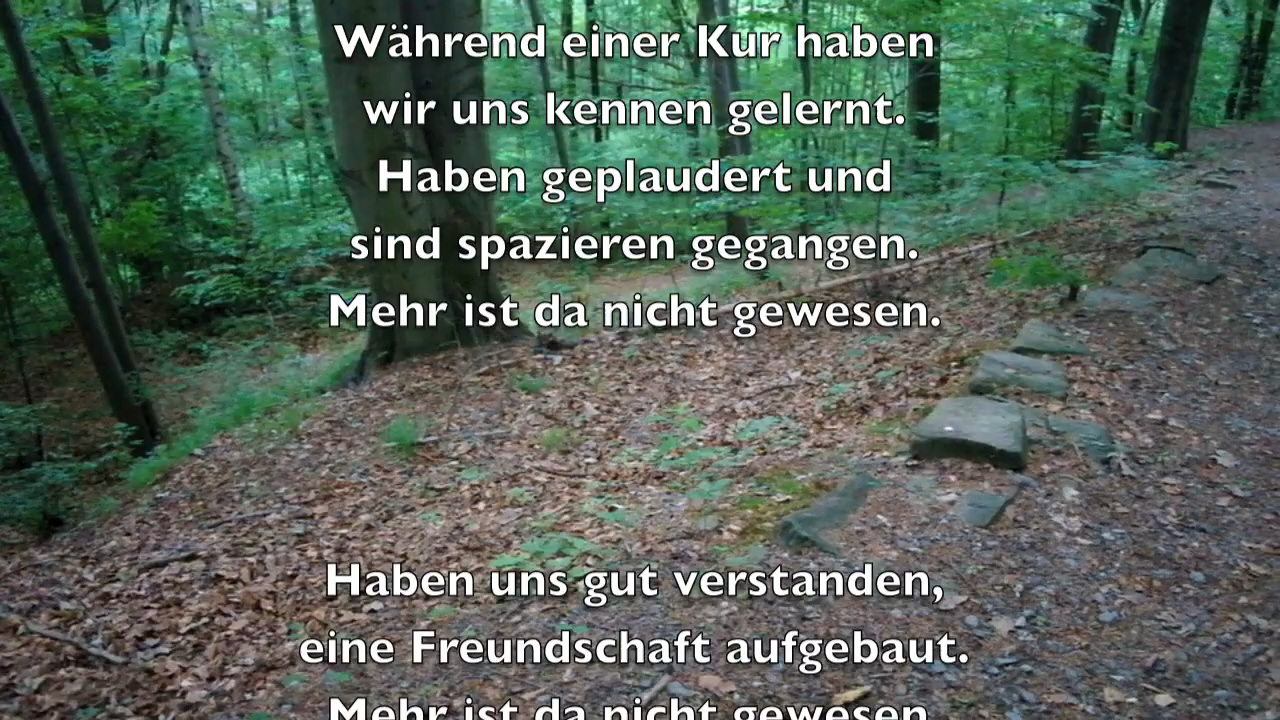 Während einer Kur haben
wir uns kennen gelernt.
Haben geplaudert und
sind spazieren gegangen.
Mehr ist da nicht gewesen.
Haben uns gut verstanden,
eine Freundschaft aufgebaut.
Mehr ist da nicht gewesen.